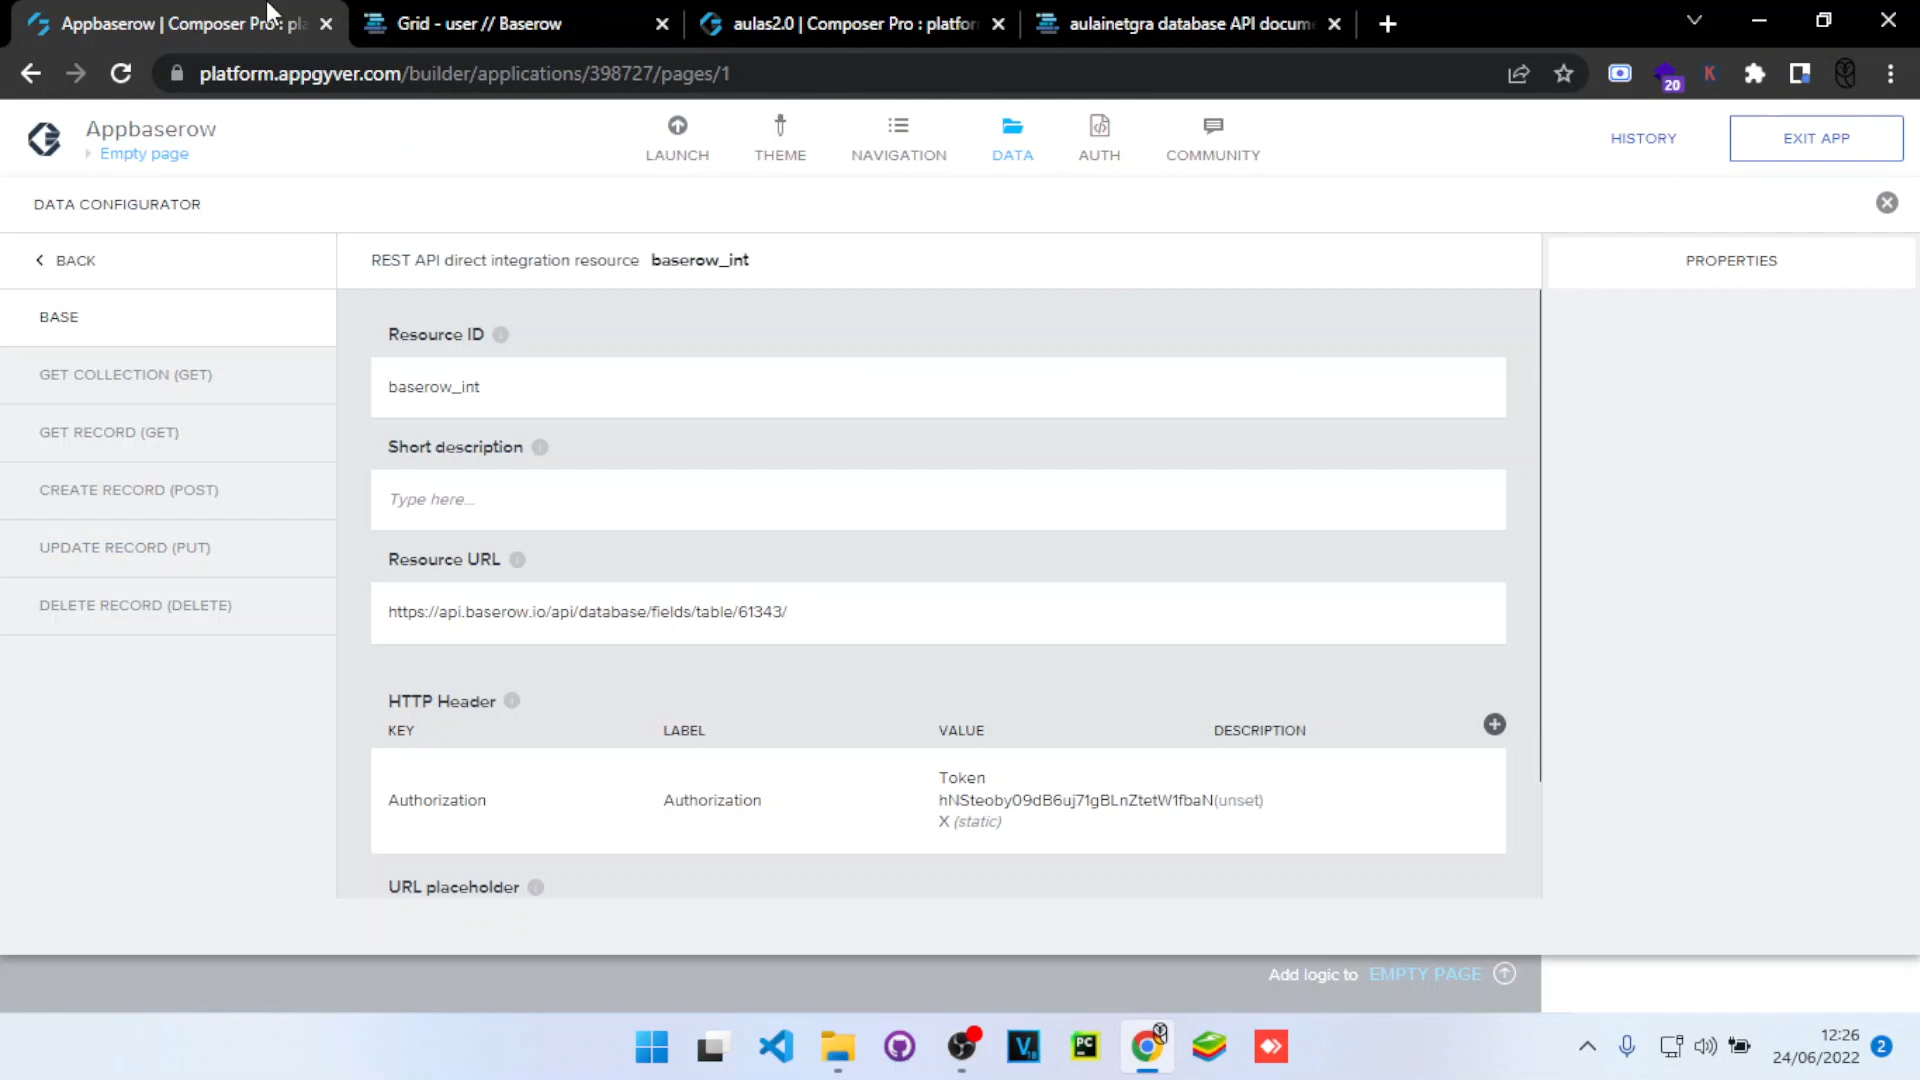 Appbaserow | Composer Pro : pla
Grid - user // Baserow
aulas2.0 | Composer Pro : platfor
aulainetgra database API docum
platform.appgyver.com/builder/applications/398727/pages/1
20
K
Appbaserow
Empty page
LAUNCH
THEME
NAVIGATION
DATA
AUTH
COMMUNITY
HISTORY
EXIT APP
DATA CONFIGURATOR
BACK
REST API direct integration resource baserow_int
PROPERTIES
BASE
GET COLLECTION (GET)
GET RECORD (GET)
CREATE RECORD (POST)
UPDATE RECORD (PUT)
DELETE RECORD (DELETE)
Resource ID
baserow_int
Short description
Type here...
Resource URL
https://api.baserow.io/api/database/fields/table/61343/
HTTP Header
KEY LABEL VALUE DESCRIPTION
Authorization Authorization Token
hNSteoby09dB6uj71gBLnZtetW1fbaN(unset)
X (static)
URL placeholder
Add logic to EMPTY PAGE
V
18
PC
12:26
24/06/2022
2